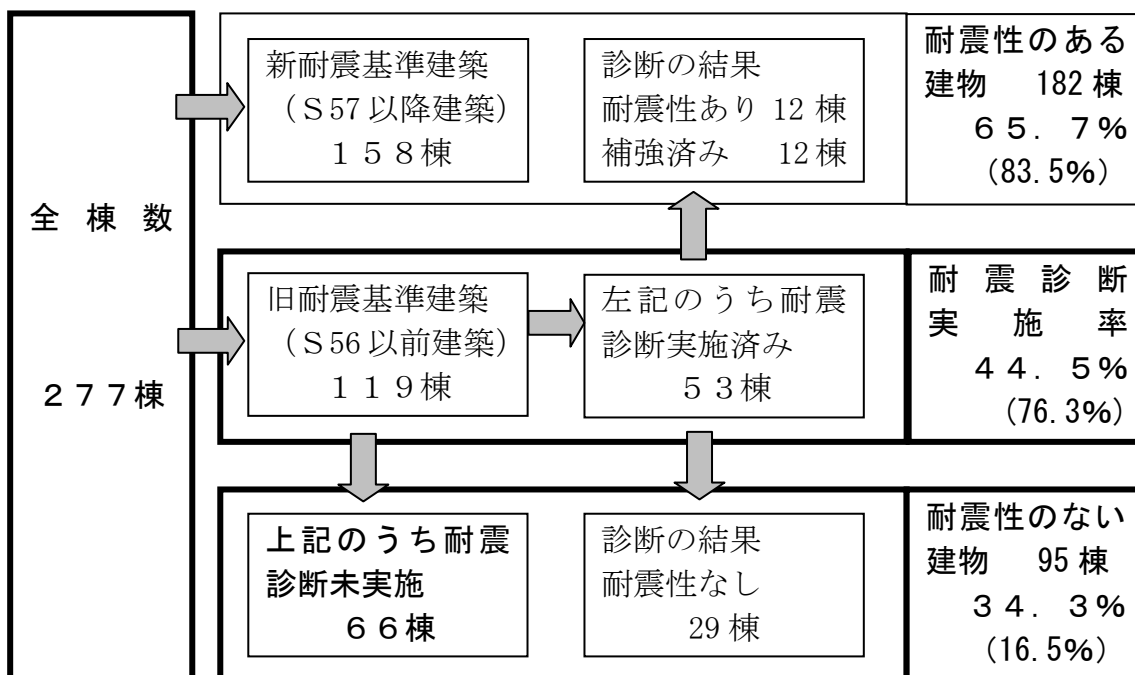 全 棟 数
２７７棟
新耐震基準建築
（Ｓ57 以降建築）
１５８棟
診断の結果
耐震性あり 12 棟
補強済み 12 棟
耐震性のある
建物 182 棟
６５．７％
(83.5%)
旧耐震基準建築
（Ｓ56 以前建築）
１１９棟
左記のうち耐震
診断実施済み
５３棟
耐 震 診 断
実 施 率
４４．５％
(76.3%)
上記のうち耐震
診断未実施
６６棟
診断の結果
耐震性なし
29 棟
耐震性のない
建物 95 棟
３４．３％
(16.5%)